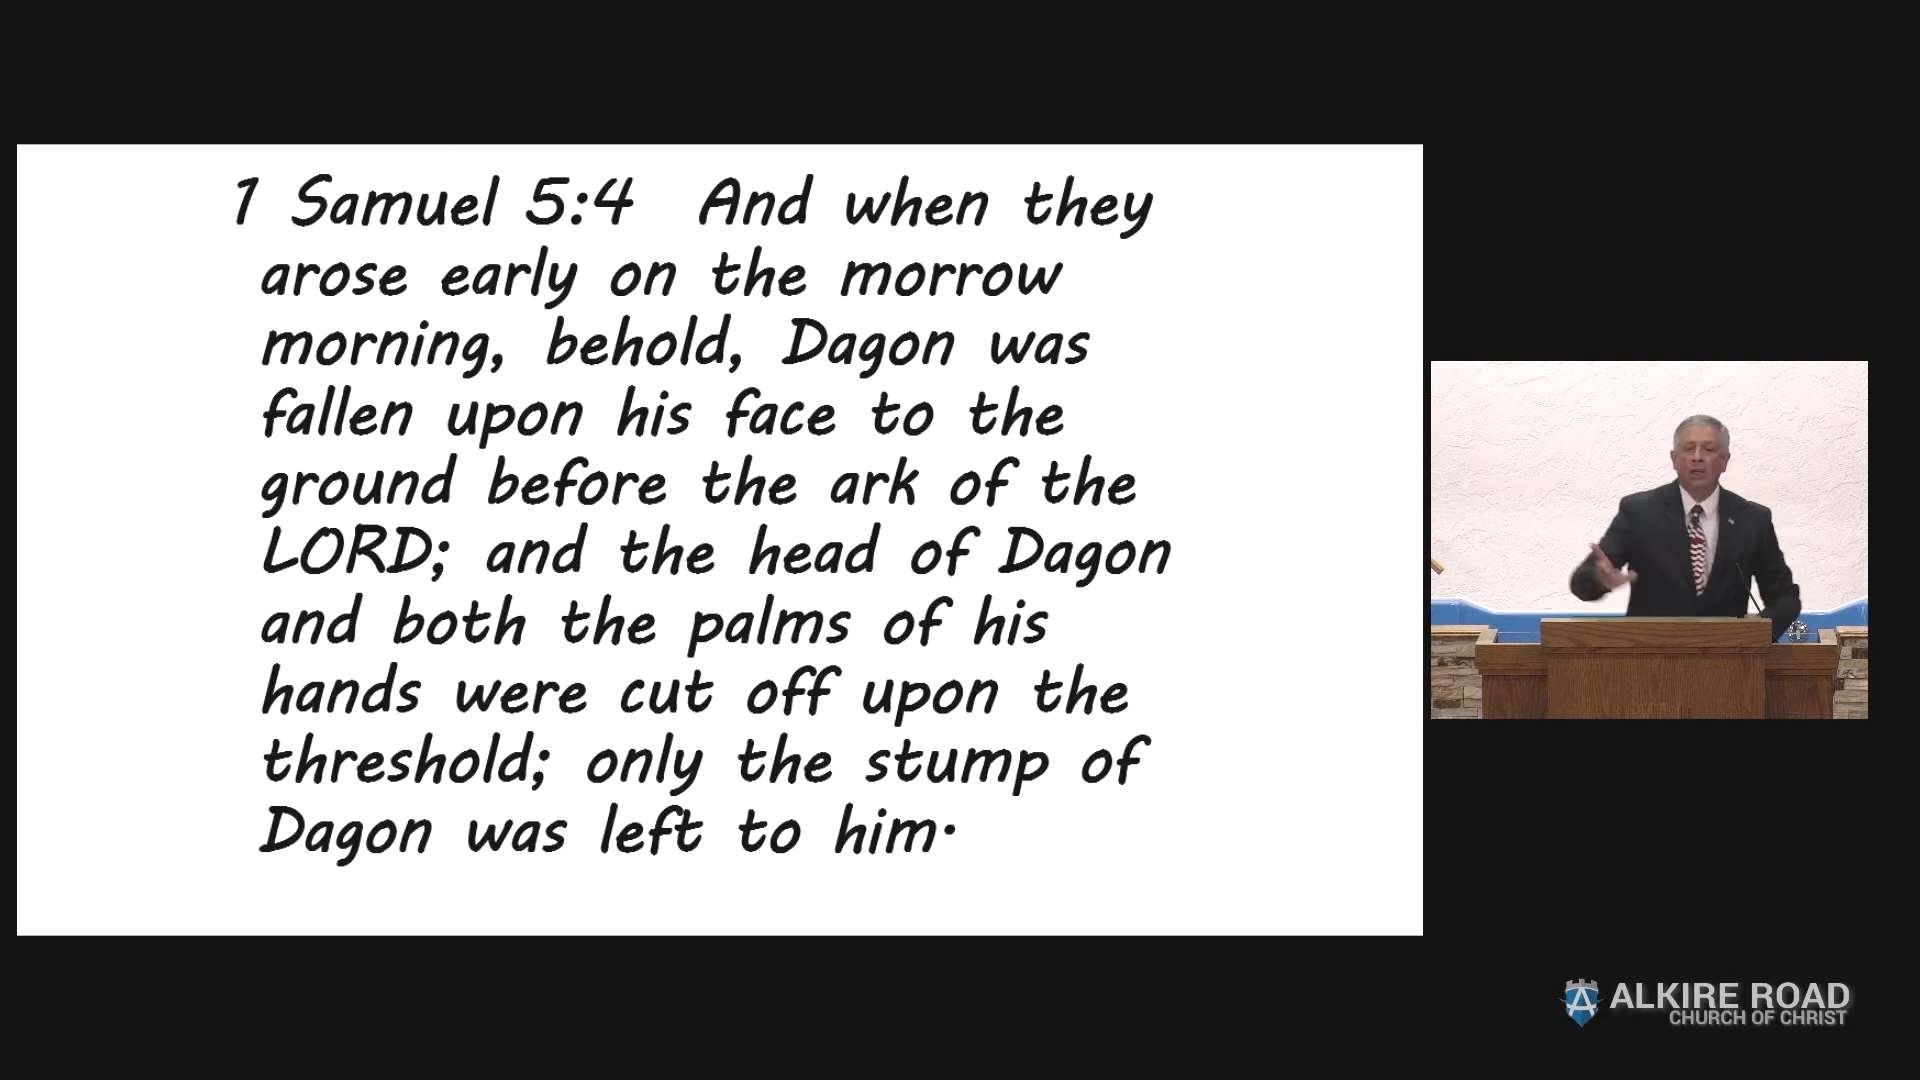 1 Samuel 5:4 And when they
arose early on the morrow
morning, behold, Dagon was
fallen upon his face to the
ground before the ark of the
LORD; and the head of Dagon
and both the palms of his
hands were cut off upon the
threshold; only the stump of
Dagon was left to him.
ALKIRE ROAD
CHURCH OF CHRIST